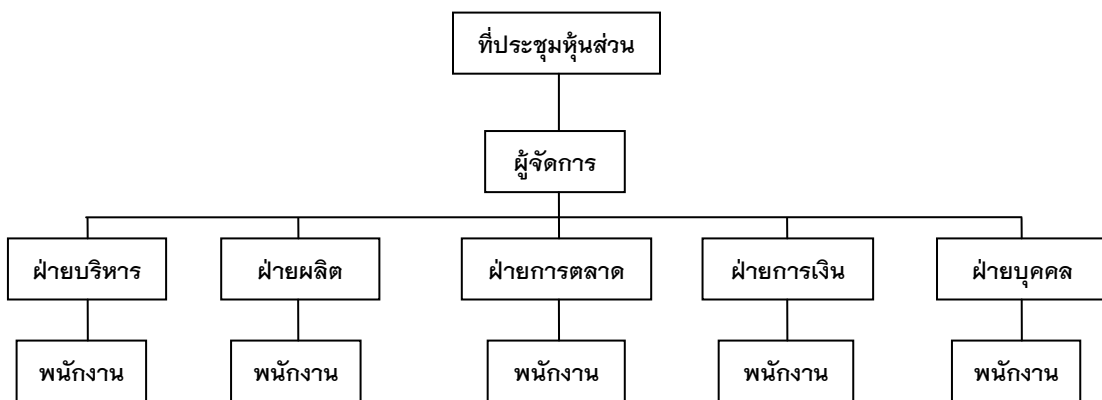 ที่ประชุมหุ้นส่วน
ผู้จัดการ
ฝ่ายบริหาร
ฝ่ายผลิต
ฝ่ายการตลาด
ฝ่ายการเงิน
ฝ่ายบุคคล
พนักงาน
พนักงาน
พนักงาน
พนักงาน
พนักงาน